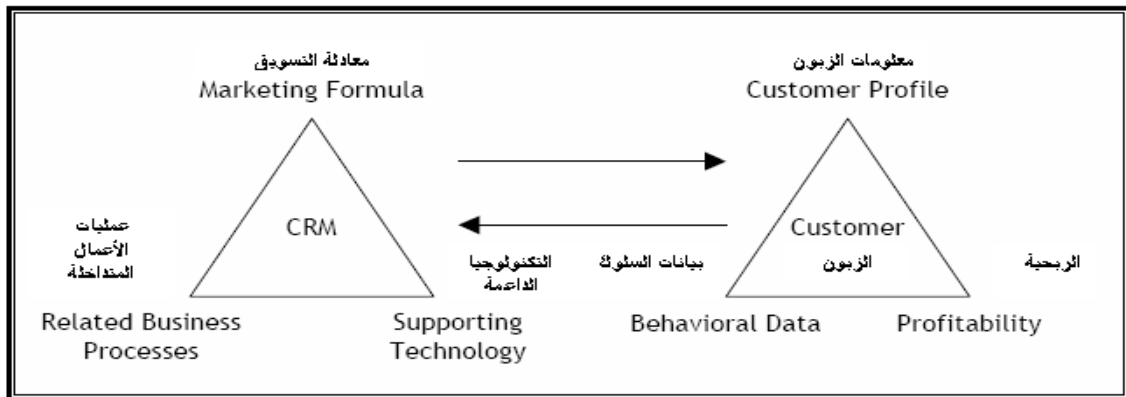 معادلة التسويق
Marketing Formula
معلومات الزبون
Customer Profile
CRM
Customer
الزبون
عمليات
الأعمال
المتداخلة
التكنولوجيا
الداعمة
بيانات السلوك
الربحية
Related Business
Processes
Supporting
Technology
Behavioral Data
Profitability